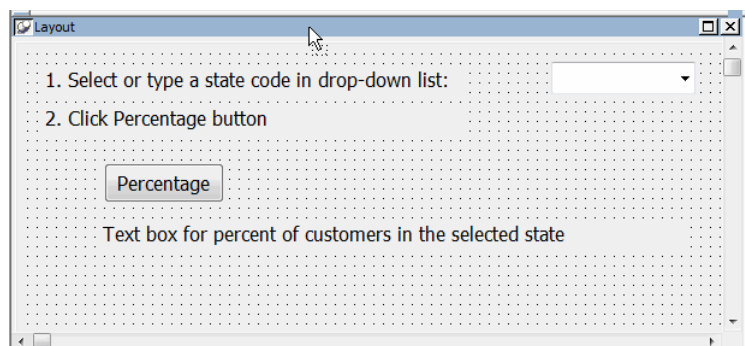 Layout
1. Select or type a state code in drop-down list:
2. Click Percentage button
Percentage
Text box for percent of customers in the selected state